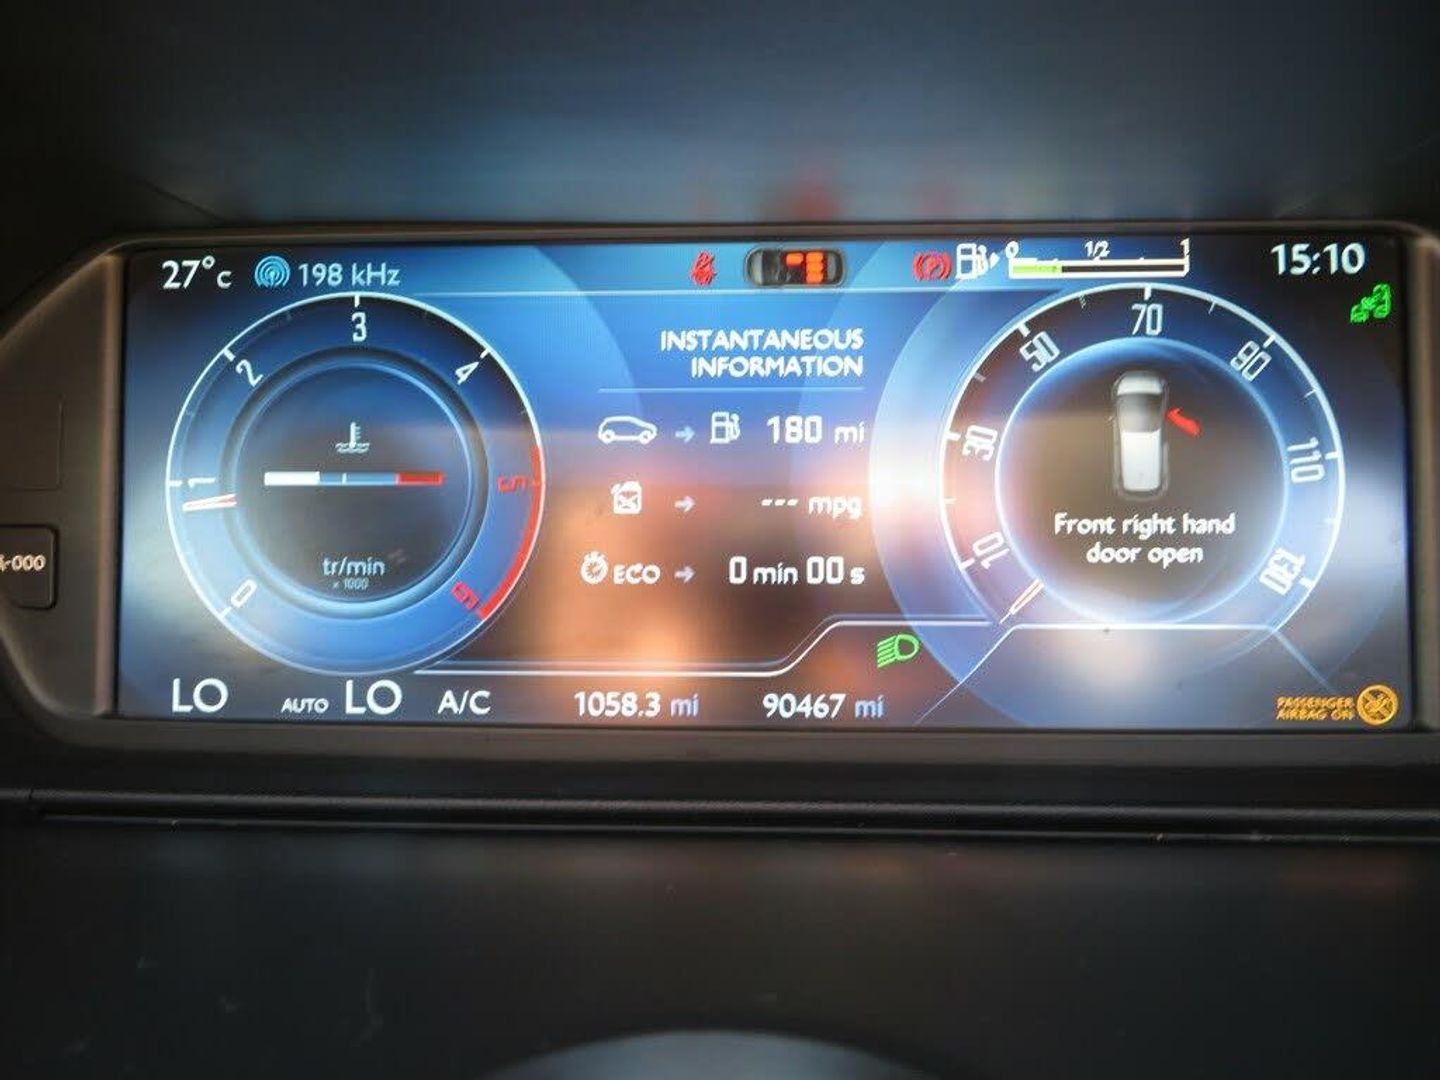 27°C 198 kHz
0 1/2 1
15:10
INSTANTANEOUS
INFORMATION
180 mi
--- mpg
ECO 0 min 00 s
0 1 2 3 4 5 6
tr/min
x 1000
10 30 50 70 90 110 130
Front right hand
door open
LO AUTO LO A/C 1058.3 mi 90467 mi
PASSENGER
AIRBAG ON
-000